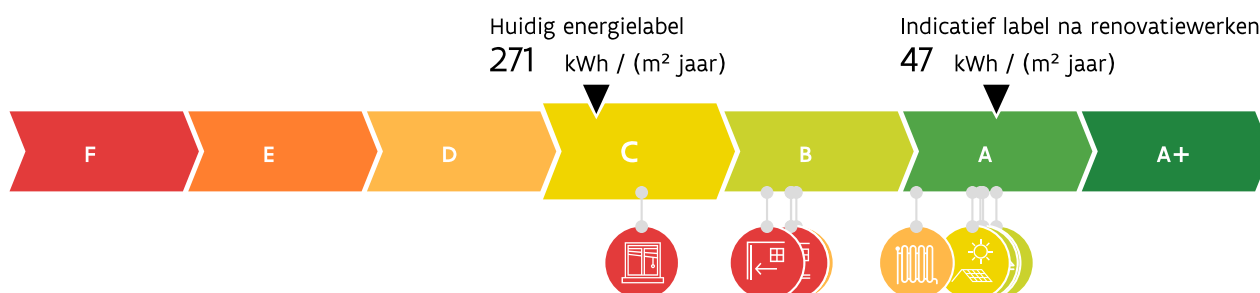 Huidig energielabel
271 kWh / (m² jaar)
Indicatief label na renovatiewerken
47 kWh / (m² jaar)
F E D C B A A+